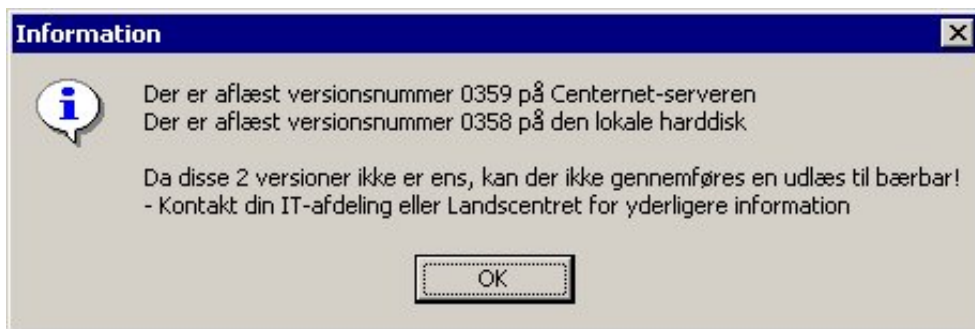 Information
Der er aflæst versionsnummer 0359 på Centernet-serveren
Der er aflæst versionsnummer 0358 på den lokale harddisk
Da disse 2 versioner ikke er ens, kan der ikke gennemføres en udlæs til bærbar!
- Kontakt din IT-afdeling eller Landscentret for yderligere information
OK